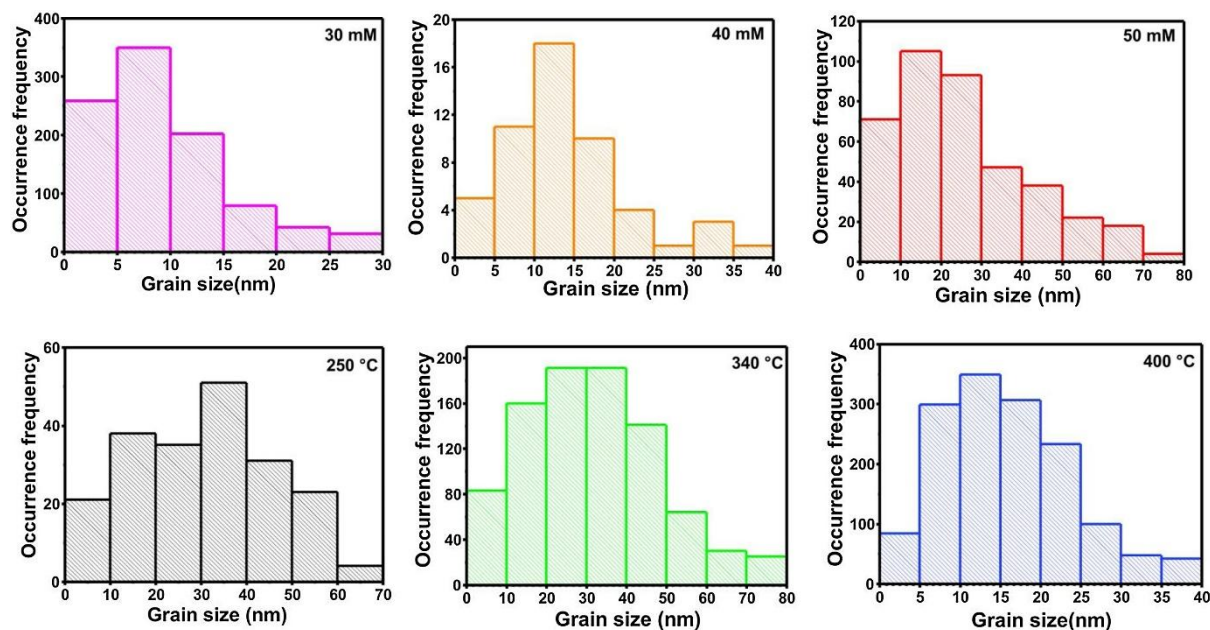 30 mM
Occurrence frequency
400
300
200
100
0
0 5 10 15 20 25 30
Grain size(nm)
40 mM
Occurrence frequency
20
16
12
8
4
0
0 5 10 15 20 25 30 35 40
Grain size (nm)
50 mM
Occurrence frequency
120
100
80
60
40
20
0
0 10 20 30 40 50 60 70 80
Grain size (nm)
250 °C
Occurrence frequency
60
40
20
0
0 10 20 30 40 50 60 70
Grain size (nm)
340 °C
Occurrence frequency
200
160
120
80
40
0
0 10 20 30 40 50 60 70 80
Grain size (nm)
400 °C
Occurrence frequency
400
300
200
100
0
0 5 10 15 20 25 30 35 40
Grain size(nm)